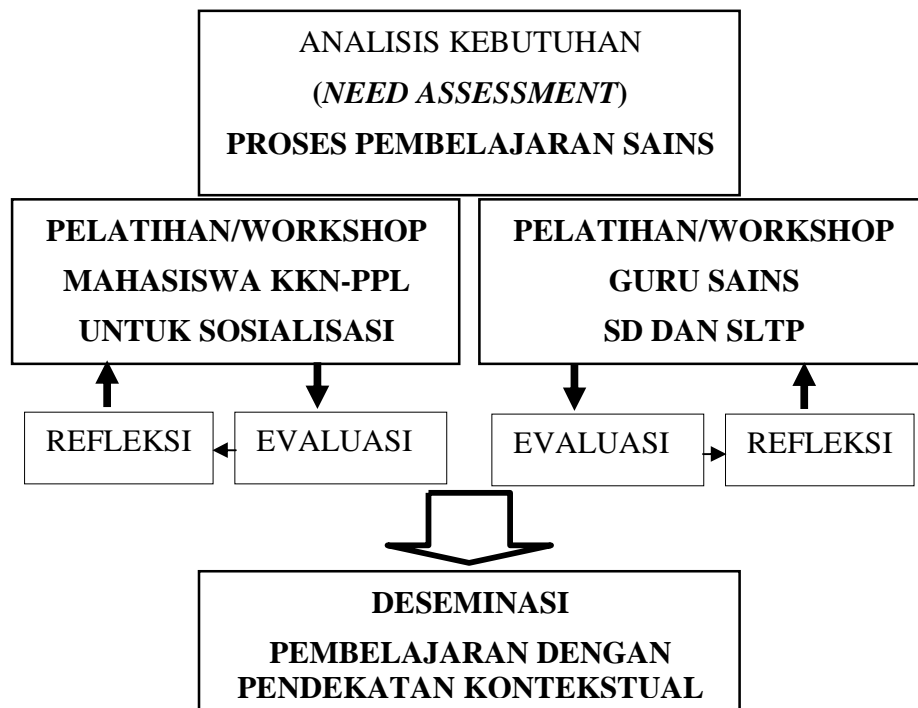 ANALISIS KEBUTUHAN
(NEED ASSESSMENT)
PROSES PEMBELAJARAN SAINS
PELATIHAN/WORKSHOP
MAHASISWA KKN-PPL
UNTUK SOSIALISASI
PELATIHAN/WORKSHOP
GURU SAINS
SD DAN SLTP
REFLEKSI
EVALUASI
EVALUASI
REFLEKSI
DESEMINASI
PEMBELAJARAN DENGAN
PENDEKATAN KONTEKSTUAL